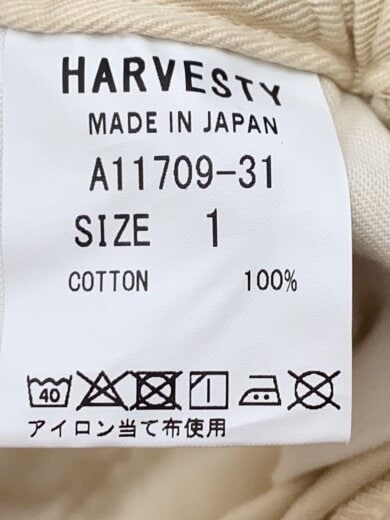 HARVESTY
MADE IN JAPAN
A11709-31
SIZE 1
COTTON 100%
40
アイロン当て布使用